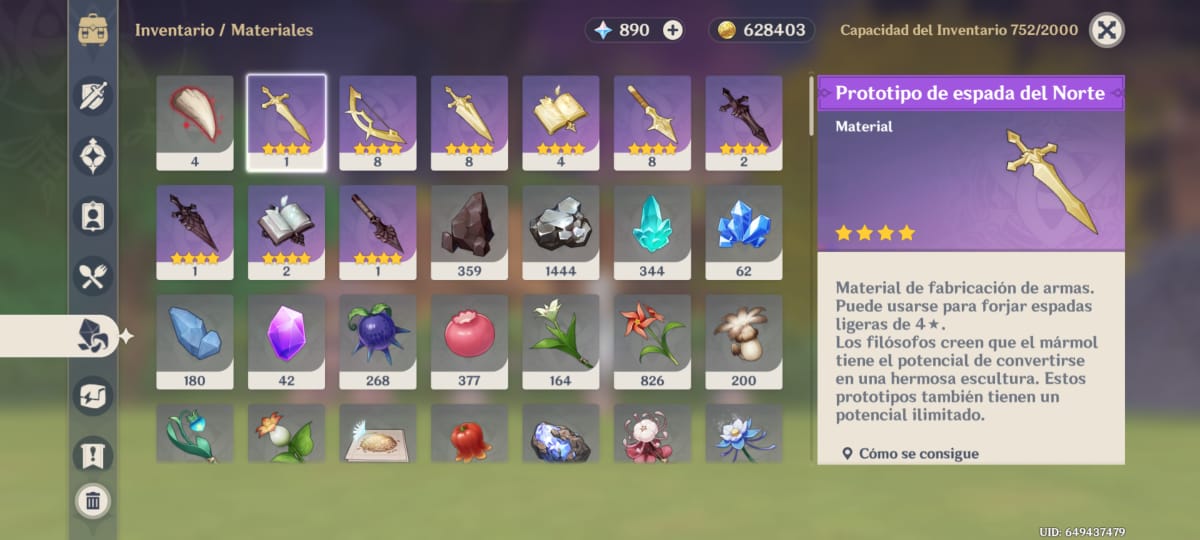 Inventario / Materiales
890
628403
Capacidad del Inventario 752/2000
4
1
8
8
4
8
2
1
2
1
359
1444
344
62
180
42
268
377
164
826
200
Prototipo de espada del Norte
Material
Material de fabricación de armas.
Puede usarse para forjar espadas
ligeras de 4★.
Los filósofos creen que el mármol
tiene el potencial de convertirse
en una hermosa escultura. Estos
prototipos también tienen un
potencial ilimitado.
Cómo se consigue
UID: 649437479